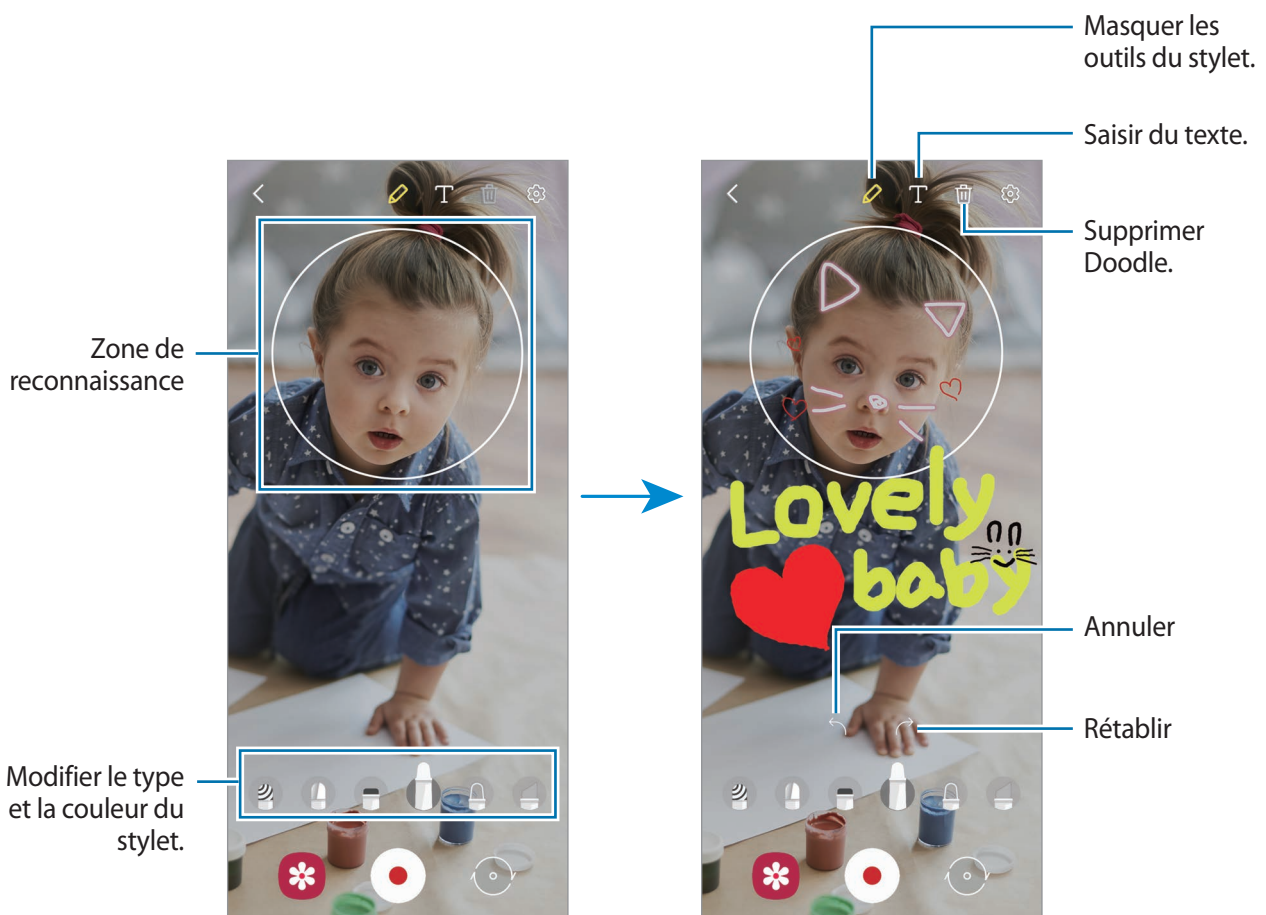 Masquer les
outils du stylet.
Saisir du texte.
T
T
Supprimer
Doodle.
Zone de
reconnaissance
Lovely
baby
Annuler
Rétablir
Modifier le type
et la couleur du
stylet.